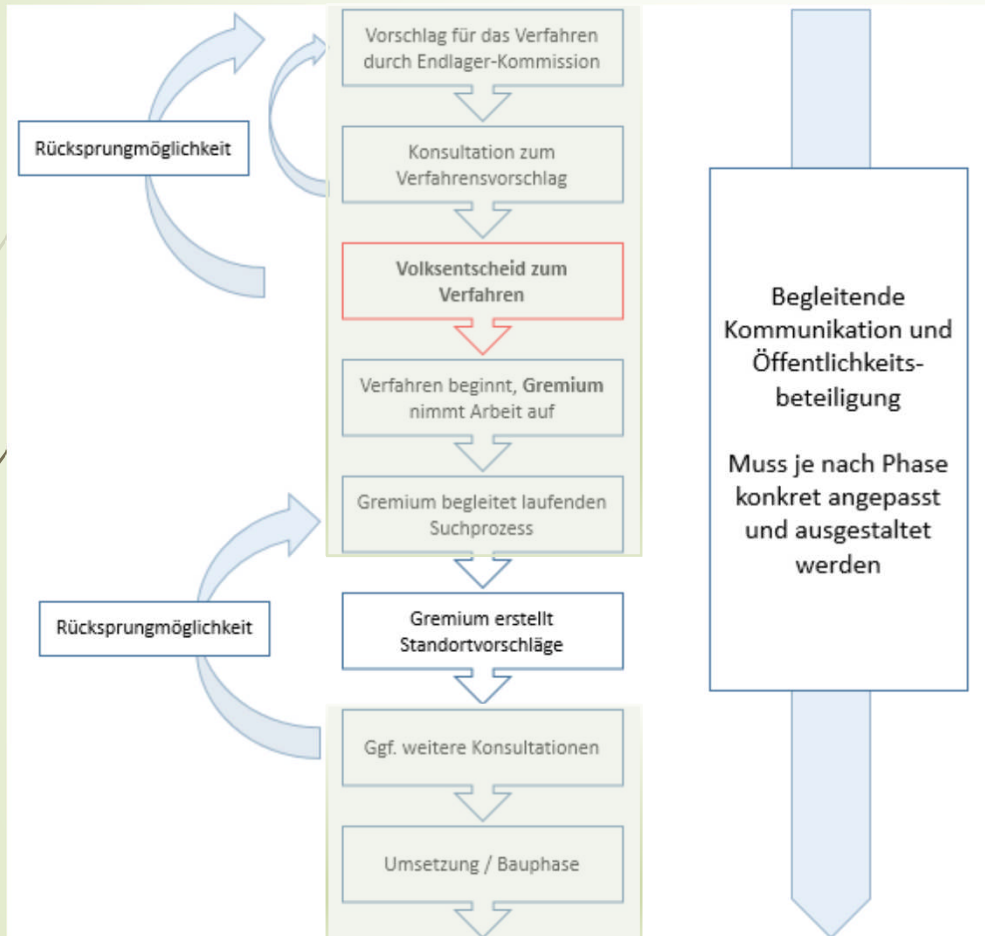 Vorschlag für das Verfahren
durch Endlager-Kommission
Rücksprungmöglichkeit
Konsultation zum
Verfahrensvorschlag
Volksentscheid zum
Verfahren
Verfahren beginnt, Gremium
nimmt Arbeit auf
Gremium begleitet laufenden
Suchprozess
Rücksprungmöglichkeit
Gremium erstellt
Standortvorschläge
Ggf. weitere Konsultationen
Umsetzung / Bauphase
Begleitende
Kommunikation und
Öffentlichkeits-
beteiligung
Muss je nach Phase
konkret angepasst
und ausgestaltet
werden